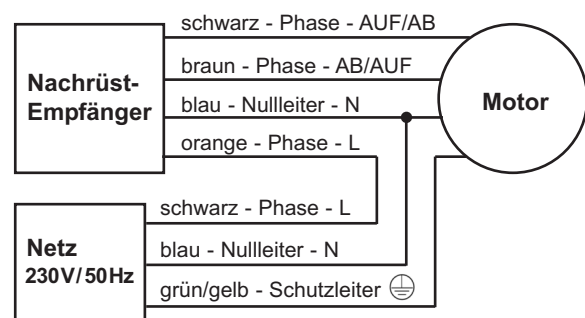 schwarz - Phase - AUF/AB
braun - Phase - AB/AUF
Nachrüst-
Empfänger
blau - Nullleiter - N
Motor
orange - Phase - L
schwarz - Phase - L
Netz
230V/50Hz
blau - Nullleiter - N
grün/gelb - Schutzleiter